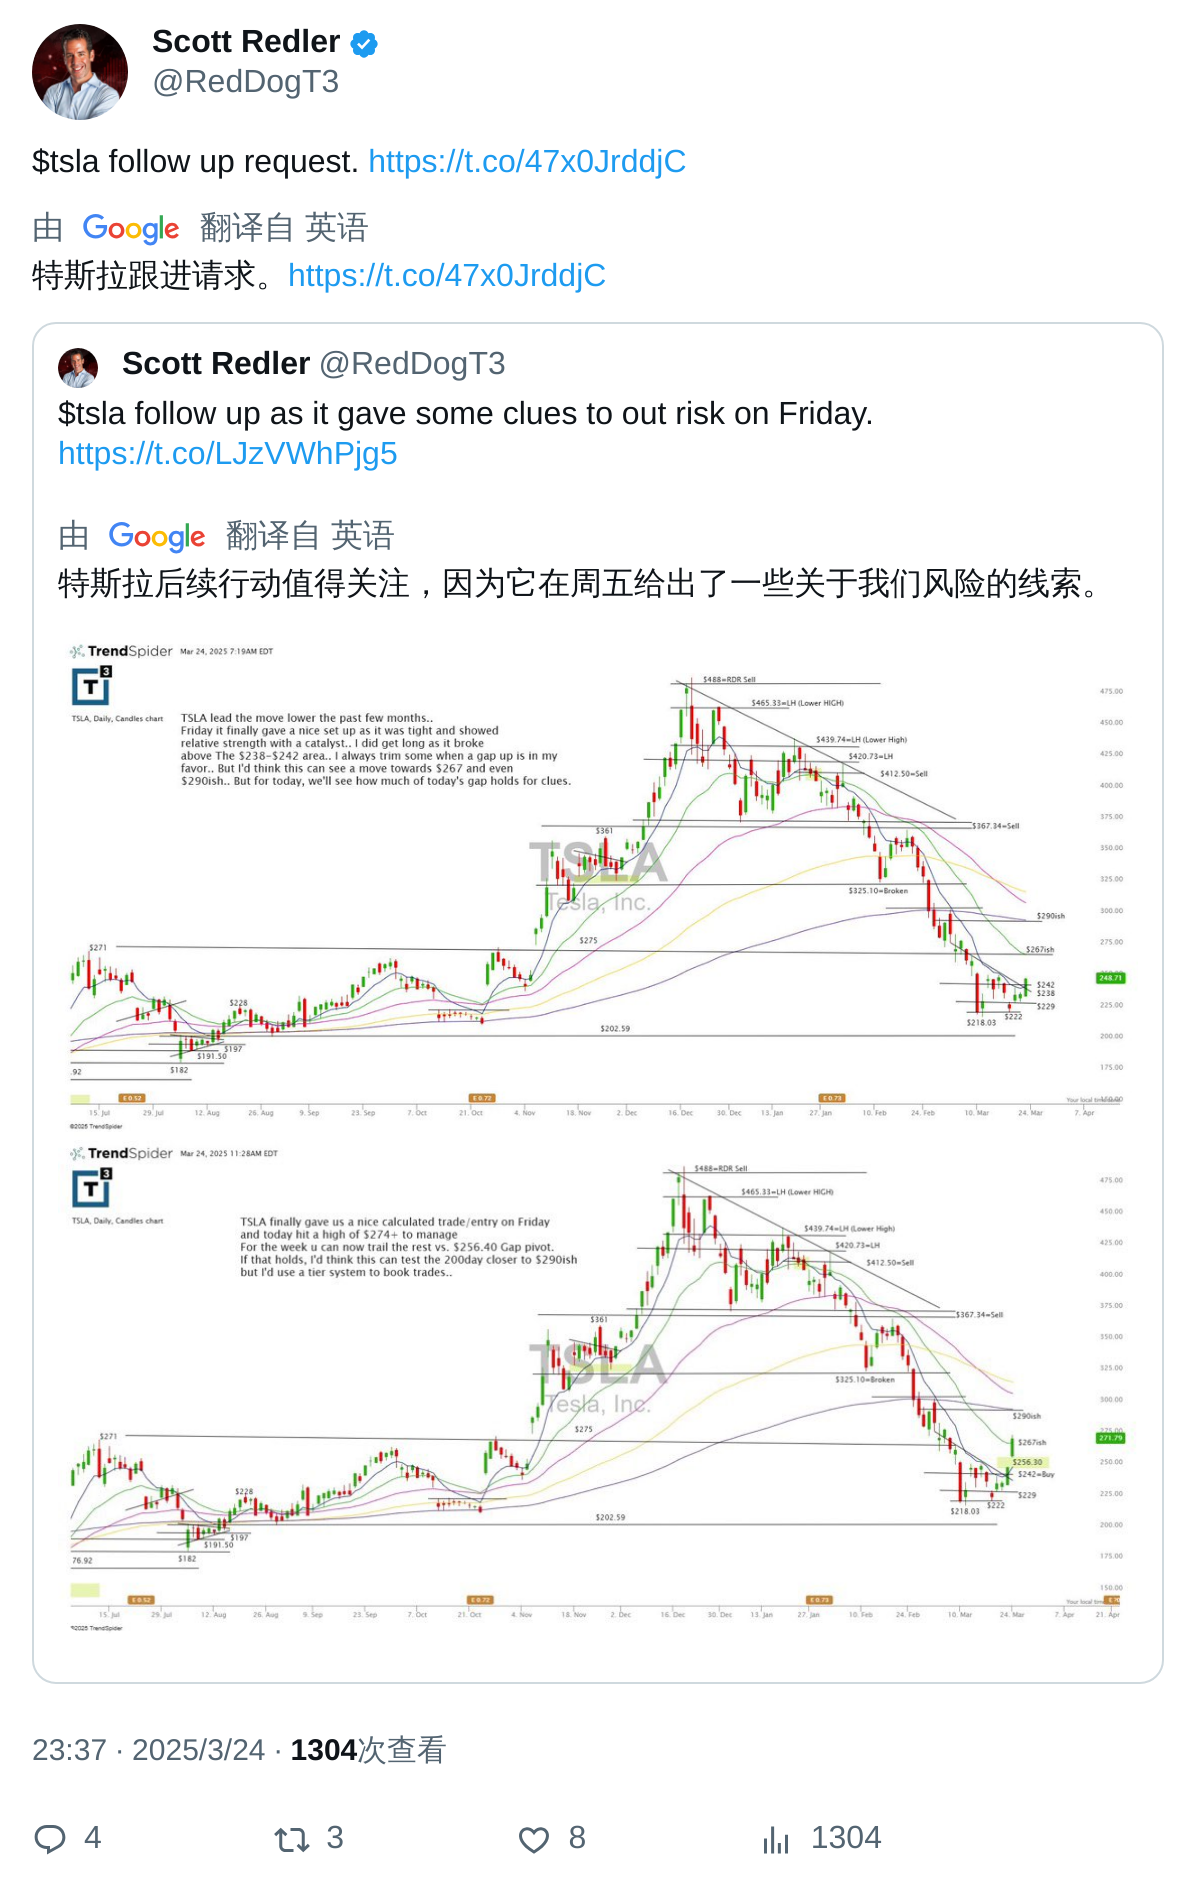 Scott Redler
@RedDogT3
$tsla follow up request. https://t.co/47x0JrddjC
由 Google 翻译自 英语
特斯拉跟进请求。https://t.co/47x0JrddjC
Scott Redler @RedDogT3
$tsla follow up as it gave some clues to out risk on Friday.
https://t.co/LJzVWhPjg5
由 Google 翻译自 英语
特斯拉后续行动值得关注，因为它在周五给出了一些关于我们风险的线索。
TrendSpider Mar 24, 2025 7:19AM EDT
T3
TSLA, Daily, Candles chart
TSLA lead the move lower the past few months..
Friday it finally gave a nice set up as it was tight and showed
relative strength with a catalyst.. I did get long as it broke
above The $238-$242 area.. I always trim some when a gap up is in my
favor.. But I'd think this can see a move towards $267 and even
$290ish.. But for today, we'll see how much of today's gap holds for clues.
$488=RDR Sell
$465.33=LH (Lower HIGH)
$439.74=LH (Lower High)
$420.73=LH
$412.50=Sell
$367.34=Sell
$361
$325.10=Broken
$290ish
$275
$271
$267ish
$242
$238
$229
$222
$218.03
$228
$202.59
$197
$191.50
$182
.92
TSLA
Tesla, Inc.
475.00
450.00
425.00
400.00
375.00
350.00
325.00
300.00
275.00
248.71
225.00
200.00
175.00
150.00
E 0.52
E 0.72
E 0.73
15. Jul 29. Jul 12. Aug 26. Aug 9. Sep 23. Sep 7. Oct 21. Oct 4. Nov 18. Nov 2. Dec 16. Dec 30. Dec 13. Jan 27. Jan 10. Feb 24. Feb 10. Mar 24. Mar 7. Apr
Your local
©2025 TrendSpider
TrendSpider Mar 24, 2025 11:28AM EDT
T3
TSLA, Daily, Candles chart
TSLA finally gave us a nice calculated trade/entry on Friday
and today hit a high of $274+ to manage
For the week u can now trail the rest vs. $256.40 Gap pivot.
If that holds, I'd think this can test the 200day closer to $290ish
but I'd use a tier system to book trades..
$488=RDR Sell
$465.33=LH (Lower HIGH)
$439.74=LH (Lower High)
$420.73=LH
$412.50=Sell
$367.34=Sell
$361
$325.10=Broken
$290ish
$275
$271
$267ish
$256.30
$242=Buy
$229
$222
$218.03
$228
$202.59
$197
$191.50
$182
76.92
TSLA
Tesla, Inc.
475.00
450.00
425.00
400.00
375.00
350.00
325.00
300.00
275.00
271.79
250.00
225.00
200.00
175.00
150.00
E 0.52
E 0.72
E 0.73
15. Jul 29. Jul 12. Aug 26. Aug 9. Sep 23. Sep 7. Oct 21. Oct 4. Nov 18. Nov 2. Dec 16. Dec 30. Dec 13. Jan 27. Jan 10. Feb 24. Feb 10. Mar 24. Mar 7. Apr 21. Apr
Your local
©2025 TrendSpider
23:37 · 2025/3/24 · 1304次查看
4 3 8 1304